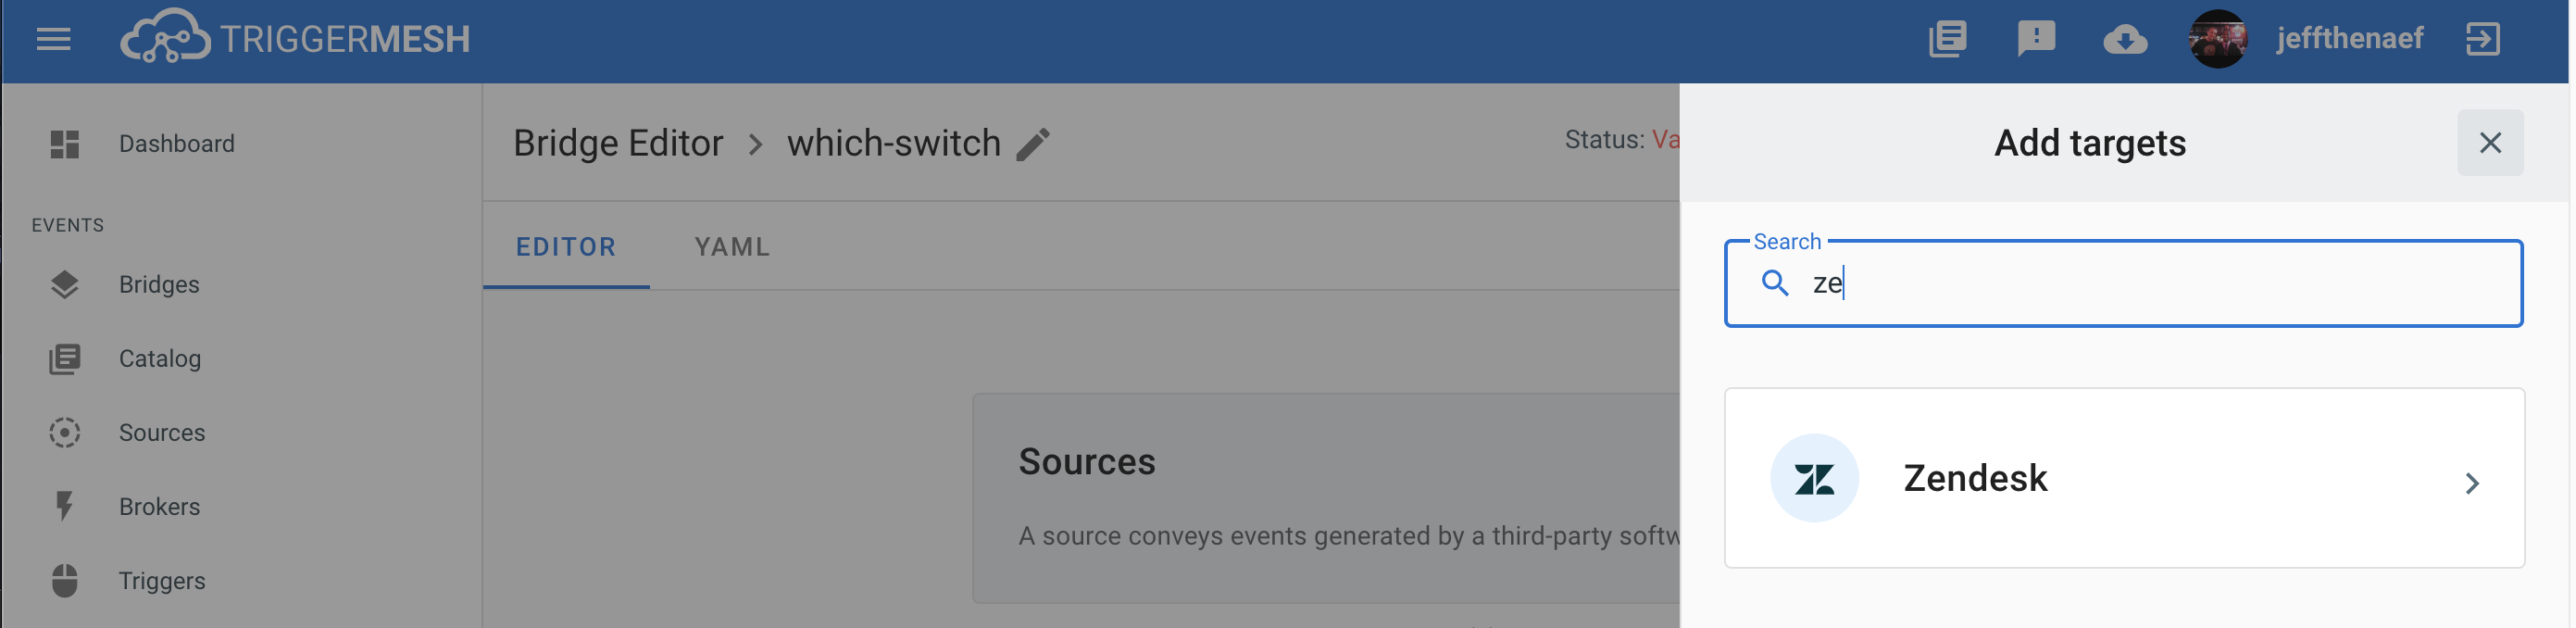 TRIGGERMESH
jeffthenaef
Dashboard
EVENTS
Bridges
Catalog
Sources
Brokers
Triggers
Bridge Editor > which-switch
Status: Va
EDITOR
YAML
Sources
A source conveys events generated by a third-party softw
Add targets
Search
ze
Zendesk